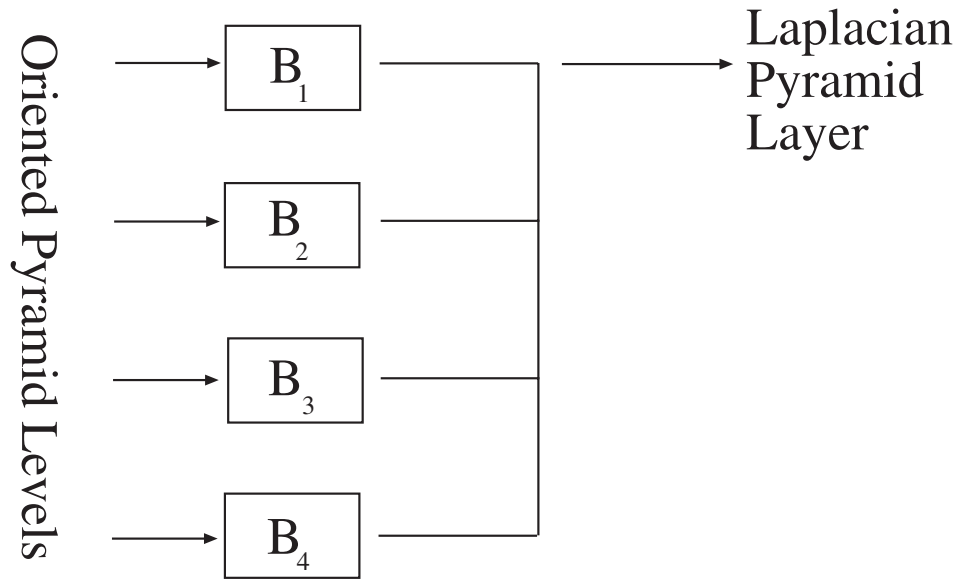 Oriented Pyramid Levels
B1
B2
B3
B4
Laplacian
Pyramid
Layer